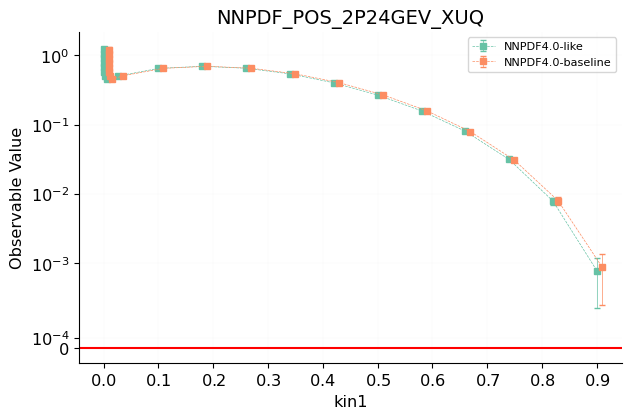 NNPDF_POS_2P24GEV_XUQ
NNPDF4.0-like
NNPDF4.0-baseline
Observable Value
10⁰
10⁻¹
10⁻²
10⁻³
10⁻⁴
0
0.0 0.1 0.2 0.3 0.4 0.5 0.6 0.7 0.8 0.9
kin1